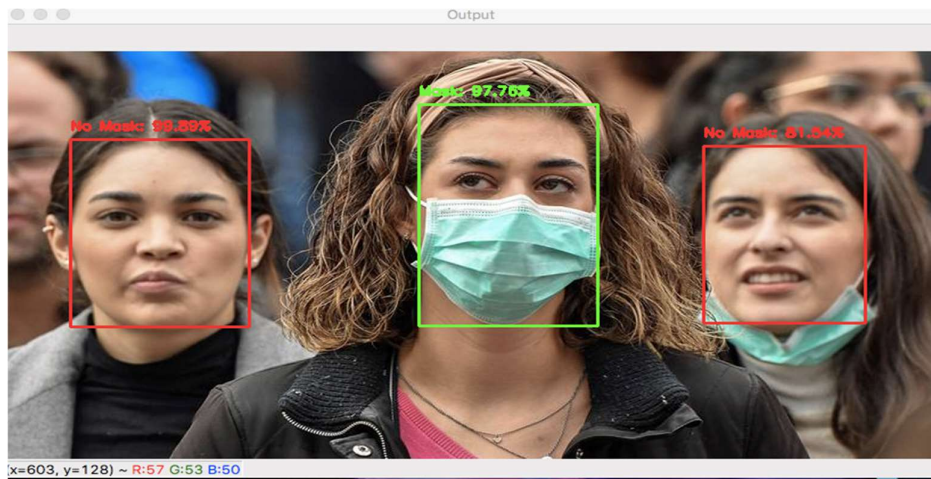 Output
Mask: 97.76%
No Mask: 99.89%
No Mask: 81.54%
(x=603, y=128) ~ R:57 G:53 B:50